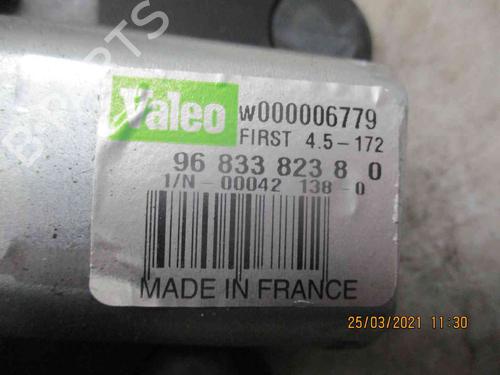 Valeo
w000006779
FIRST 4.5-172
96 833 823 8 0
1/N-00042 138-0
MADE IN FRANCE
25/03/2021 11:30